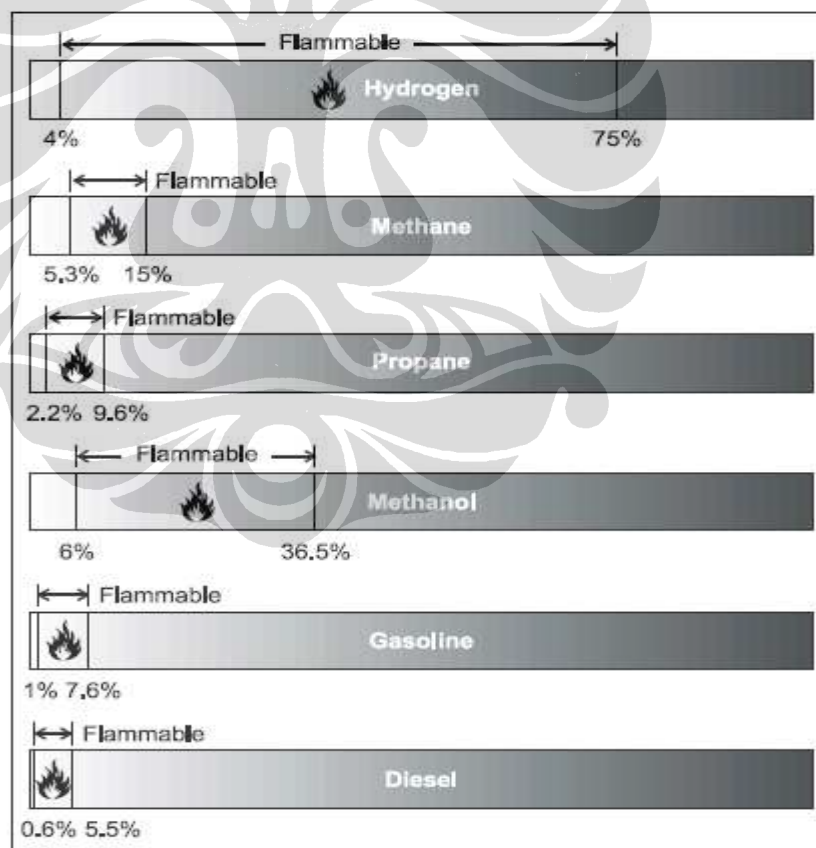 Flammable
Hydrogen
4% 75%
Flammable
Methane
5.3% 15%
Flammable
Propane
2.2% 9.6%
Flammable
Methanol
6% 36.5%
Flammable
Gasoline
1% 7.6%
Flammable
Diesel
0.6% 5.5%